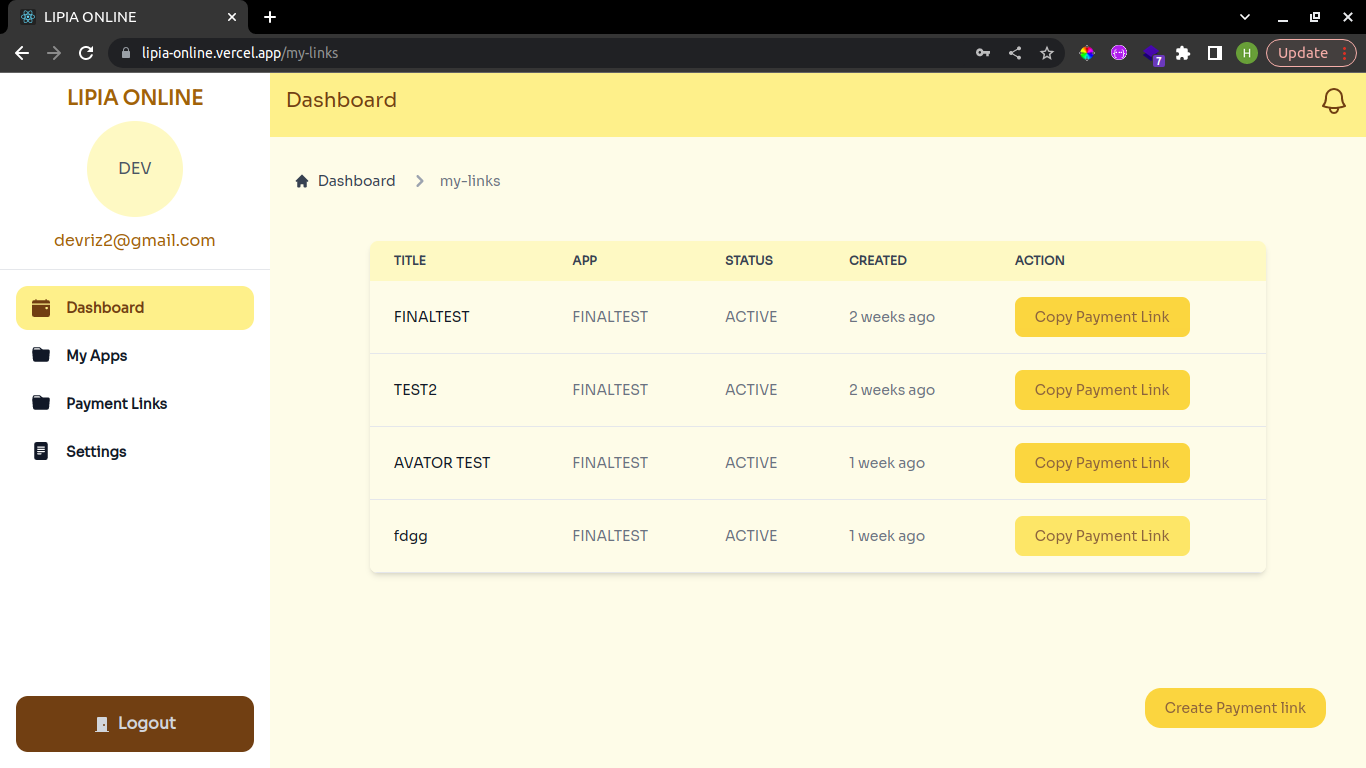 LIPIA ONLINE
lipia-online.vercel.app/my-links
7
H
Update
LIPIA ONLINE
DEV
devriz2@gmail.com
Dashboard
My Apps
Payment Links
Settings
Logout
Dashboard
Dashboard my-links
TITLE APP STATUS CREATED ACTION
FINALTEST FINALTEST ACTIVE 2 weeks ago Copy Payment Link
TEST2 FINALTEST ACTIVE 2 weeks ago Copy Payment Link
AVATOR TEST FINALTEST ACTIVE 1 week ago Copy Payment Link
fdgg FINALTEST ACTIVE 1 week ago Copy Payment Link
Create Payment link